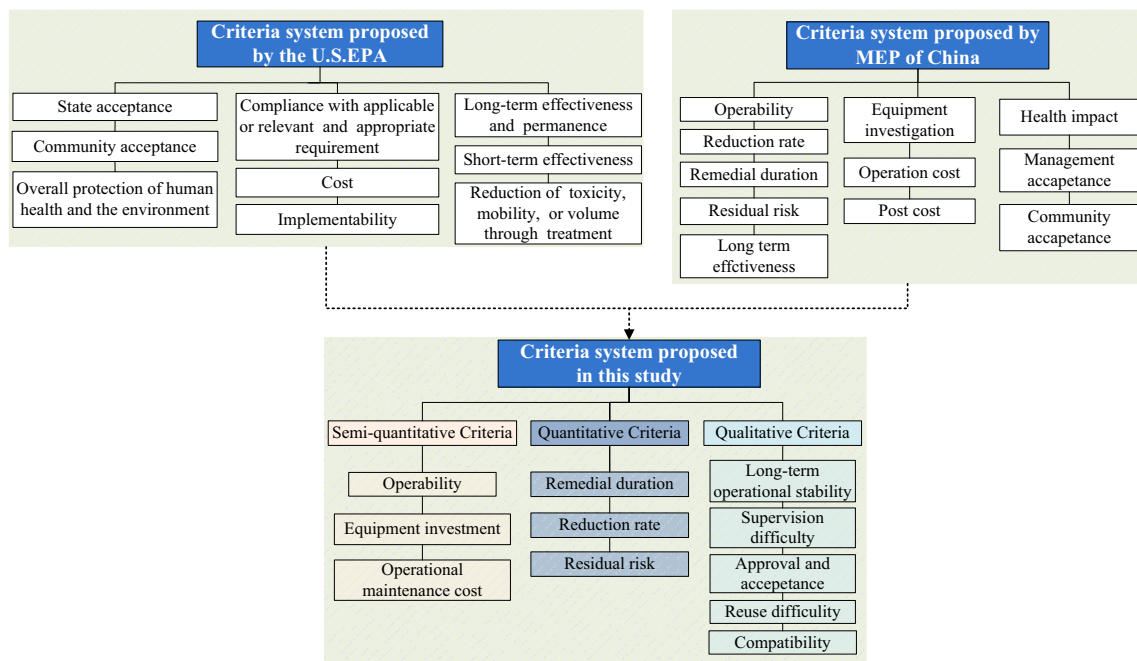 Criteria system proposed
by the U.S.EPA
State acceptance
Community acceptance
Overall protection of human
health and the environment
Compliance with applicable
or relevant and appropriate
requirement
Cost
Implementability
Long-term effectiveness
and permanence
Short-term effectiveness
Reduction of toxicity,
mobility, or volume
through treatment
Criteria system proposed by
MEP of China
Operability
Reduction rate
Remedial duration
Residual risk
Long term
effctiveness
Equipment
investigation
Operation cost
Post cost
Health impact
Management
accapetance
Community
accapetance
Criteria system proposed
in this study
Semi-quantitative Criteria
Operability
Equipment investment
Operational
maintenance cost
Quantitative Criteria
Remedial duration
Reduction rate
Residual risk
Qualitative Criteria
Long-term
operational stability
Supervision
difficulty
Approval and
accepetance
Reuse difficulity
Compatibility